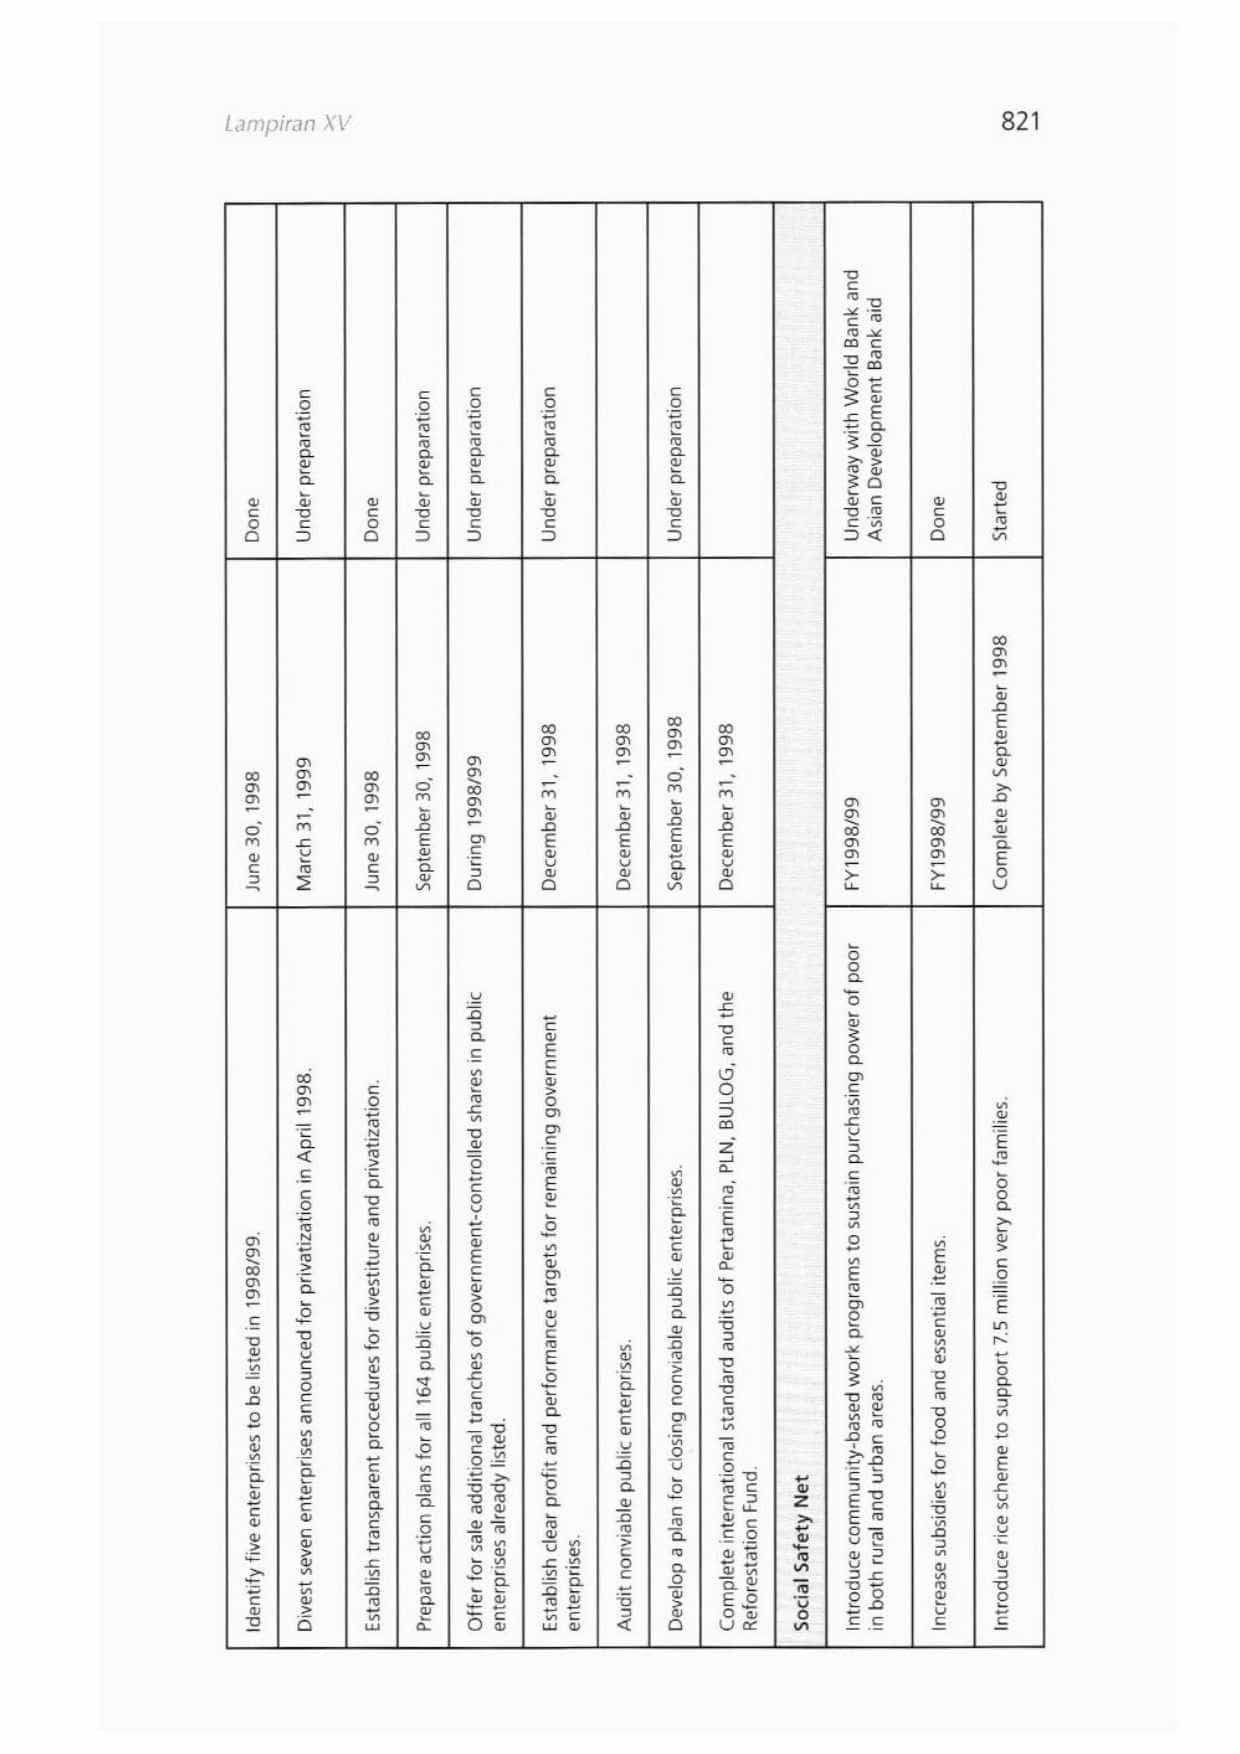 Lampiran XV
821
Identify five enterprises to be listed in 1998/99.
June 30, 1998
Done
Divest seven enterprises announced for privatization in April 1998.
March 31, 1999
Under preparation
Establish transparent procedures for divestiture and privatization.
June 30, 1998
Done
Prepare action plans for all 164 public enterprises.
September 30, 1998
Under preparation
Offer for sale additional tranches of government-controlled shares in public
enterprises already listed.
During 1998/99
Under preparation
Establish clear profit and performance targets for remaining government
enterprises.
December 31, 1998
Under preparation
Audit nonviable public enterprises.
December 31, 1998
Develop a plan for closing nonviable public enterprises.
September 30, 1998
Under preparation
Complete international standard audits of Pertamina, PLN, BULOG, and the
Reforestation Fund.
December 31, 1998
Social Safety Net
Introduce community-based work programs to sustain purchasing power of poor
in both rural and urban areas.
FY1998/99
Underway with World Bank and
Asian Development Bank aid
Increase subsidies for food and essential items.
FY1998/99
Done
Introduce rice scheme to support 7.5 million very poor families.
Complete by September 1998
Started